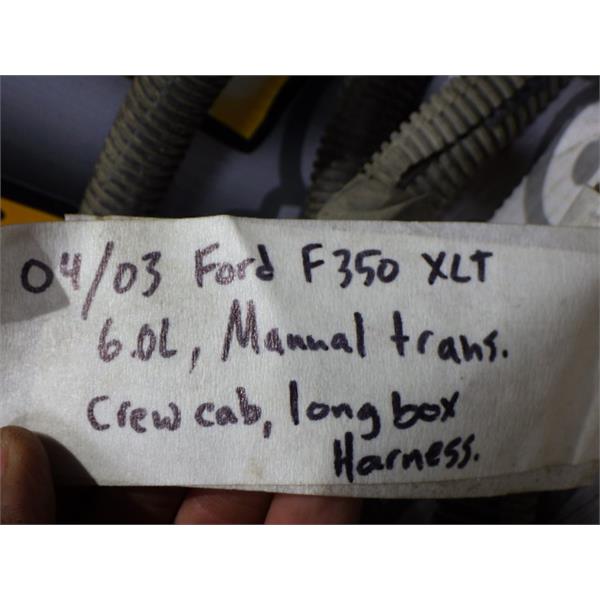 04/03 Ford F350 XLT
6.0L, Manual trans.
Crew cab, long box
Harness.